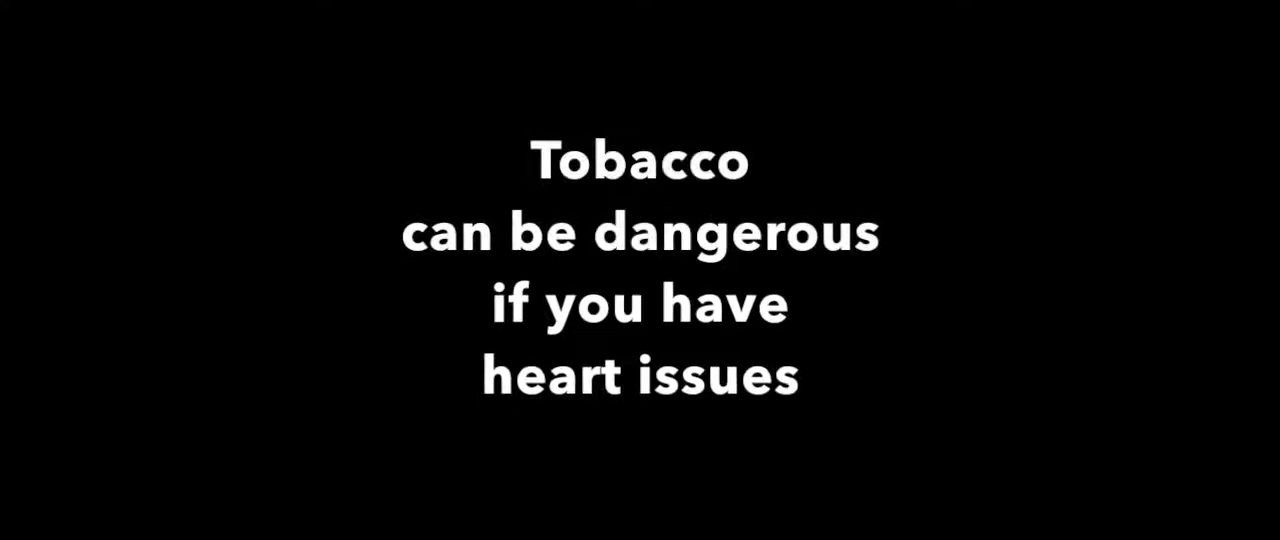 Tobacco
can be dangerous
if you have
heart issues